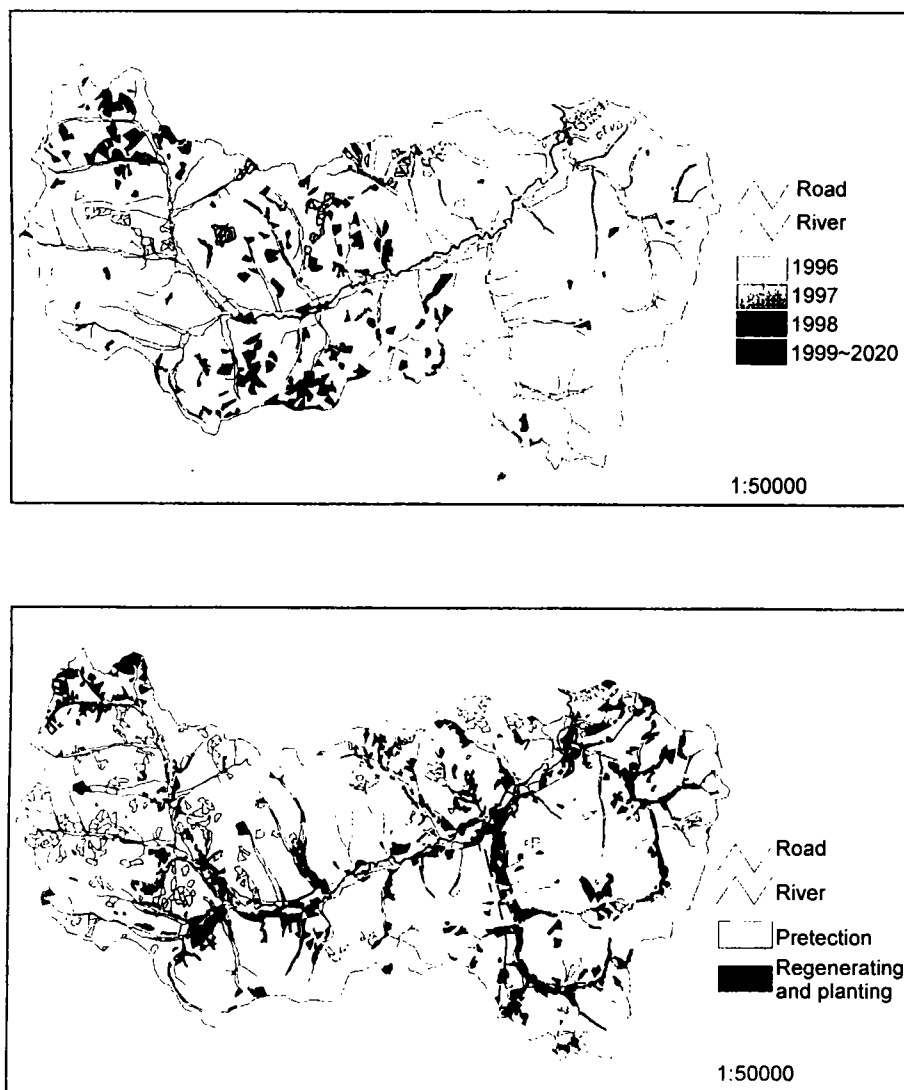 Road
River
1996
1997
1998
1999~2020
1:50000
Road
River
Pretection
Regenerating
and planting
1:50000